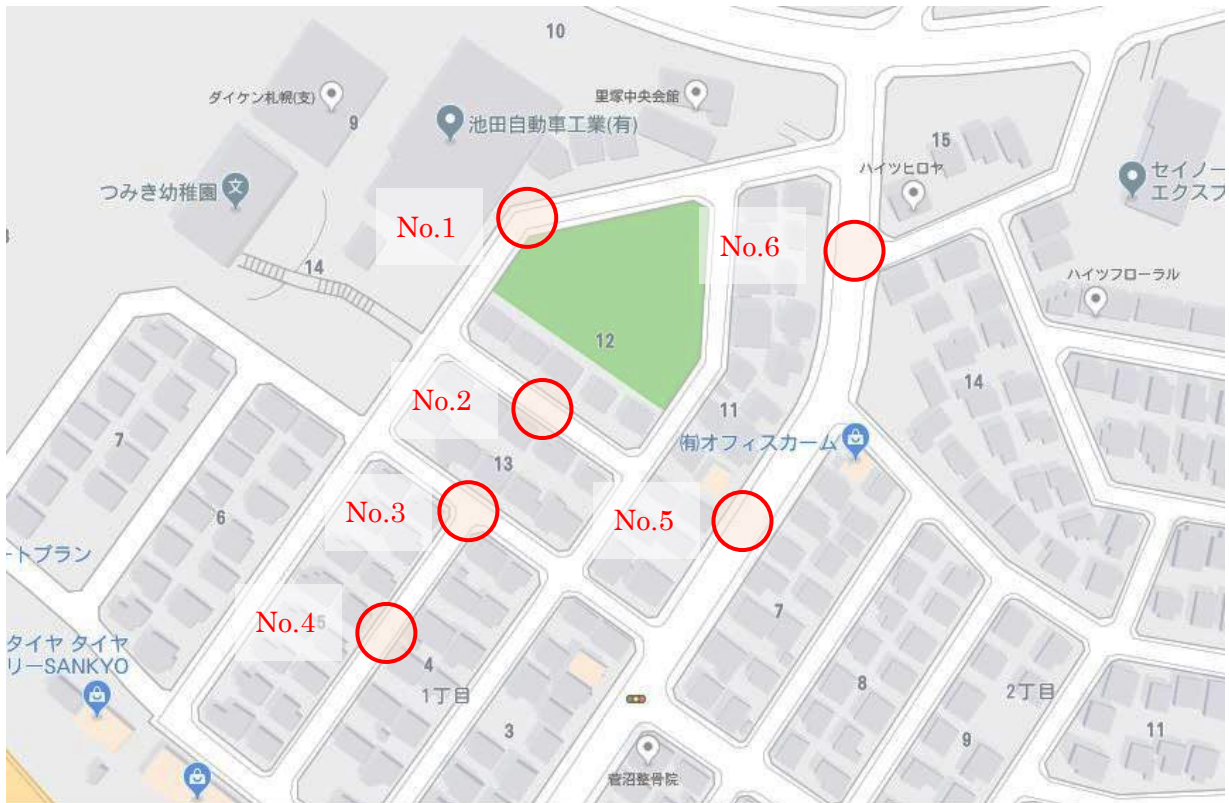 10
ダイケン札幌(支)
9
里塚中央会館
池田自動車工業(有)
15
ハイツヒロヤ
セイノー
エクスプ
つみき幼稚園
文
No.1
No.6
14
ハイツフローラル
12
No.2
14
11
(有)オフィスカーム
7
13
No.3
No.5
6
ートプラン
No.4
5
7
タイヤ タイヤ
リーSANKYO
4
1丁目
8
2丁目
3
9
11
菅沼整骨院